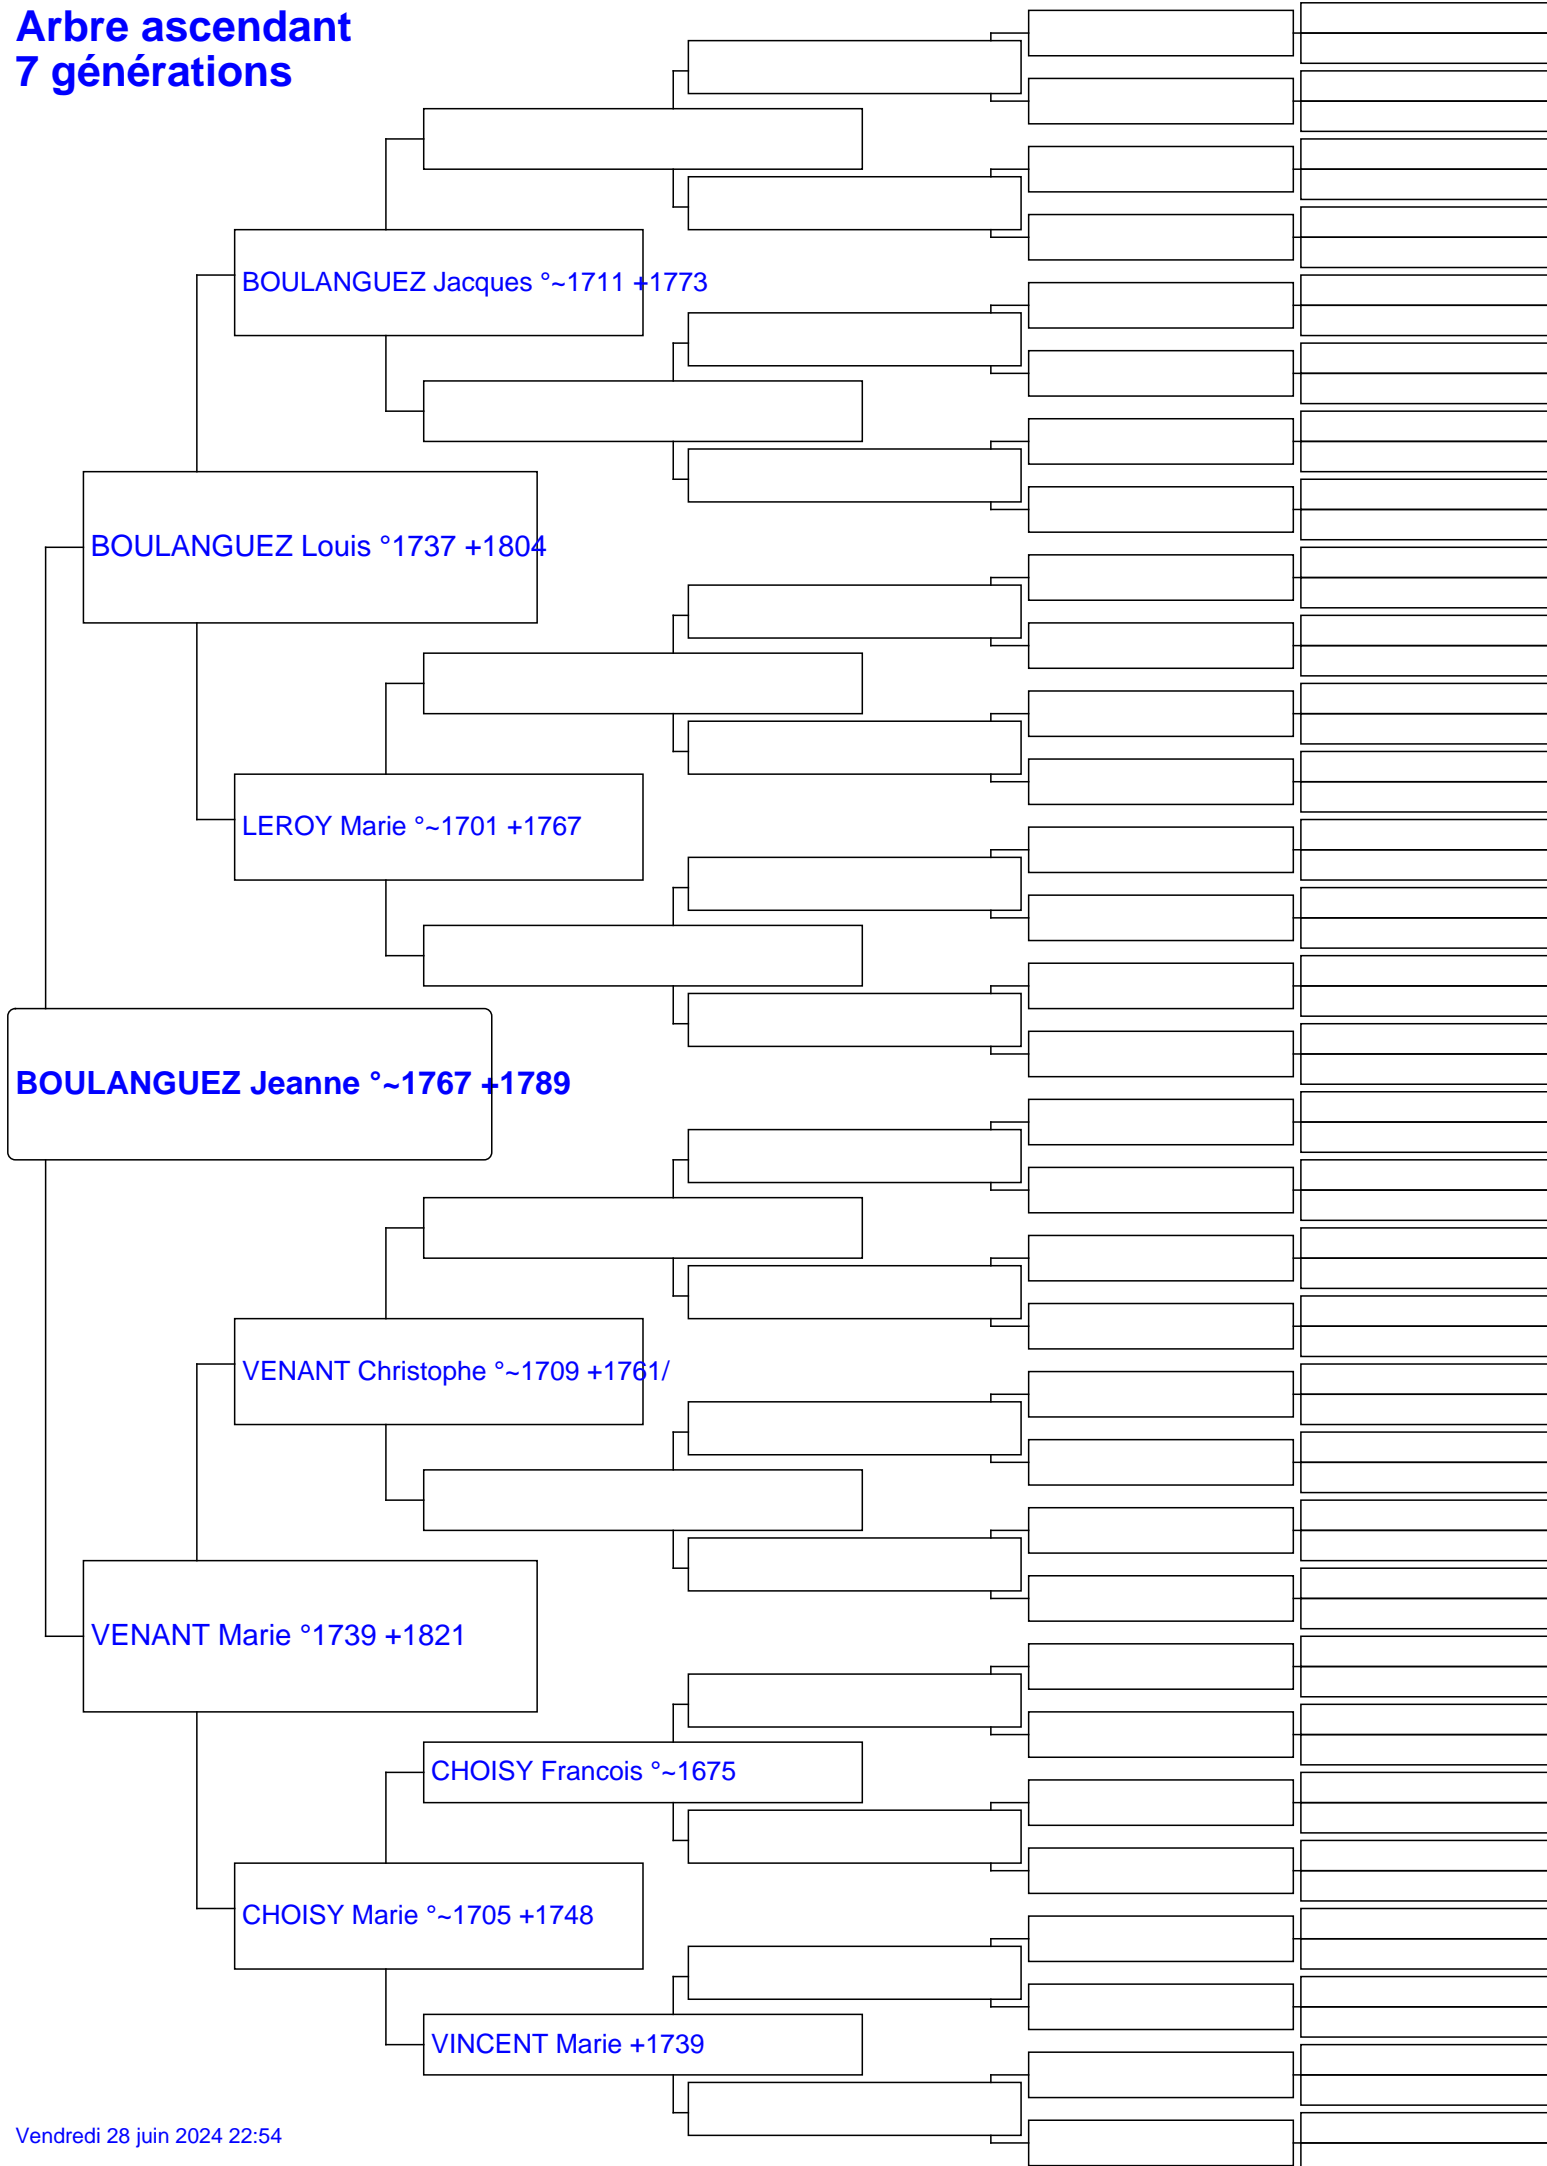 Arbre ascendant
7 générations
BOULANGUEZ Jacques °~1711 +1773
BOULANGUEZ Louis °1737 +1804
LEROY Marie °~1701 +1767
BOULANGUEZ Jeanne °~1767 +1789
VENANT Christophe °~1709 +1761/
VENANT Marie °1739 +1821
CHOISY Francois °~1675
CHOISY Marie °~1705 +1748
VINCENT Marie +1739
Vendredi 28 juin 2024 22:54